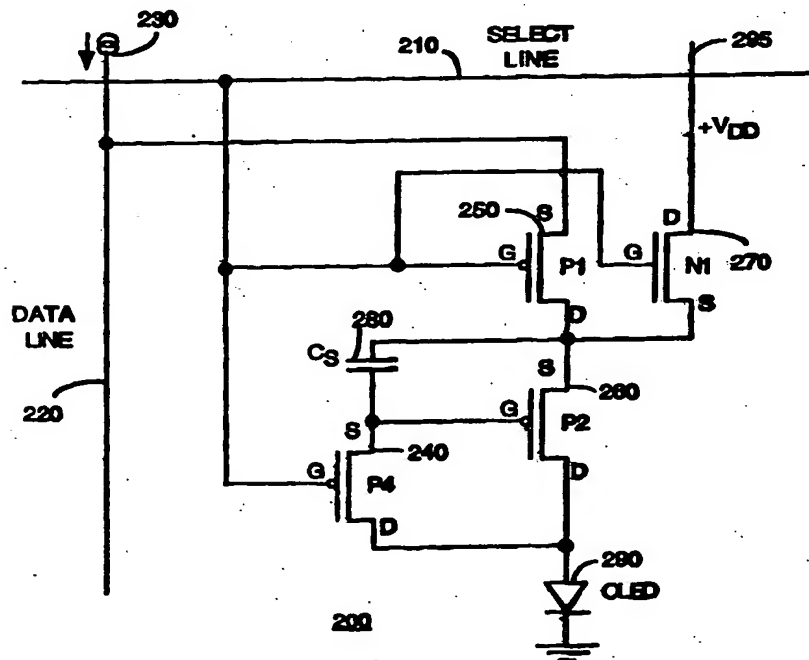 230
SELECT
LINE
210
295
+VDD
250
S
D
G
P1
G
N1
270
D
S
DATA
LINE
280
CS
S
260
220
S
240
G
P2
G
P4
D
D
290
OLED
200